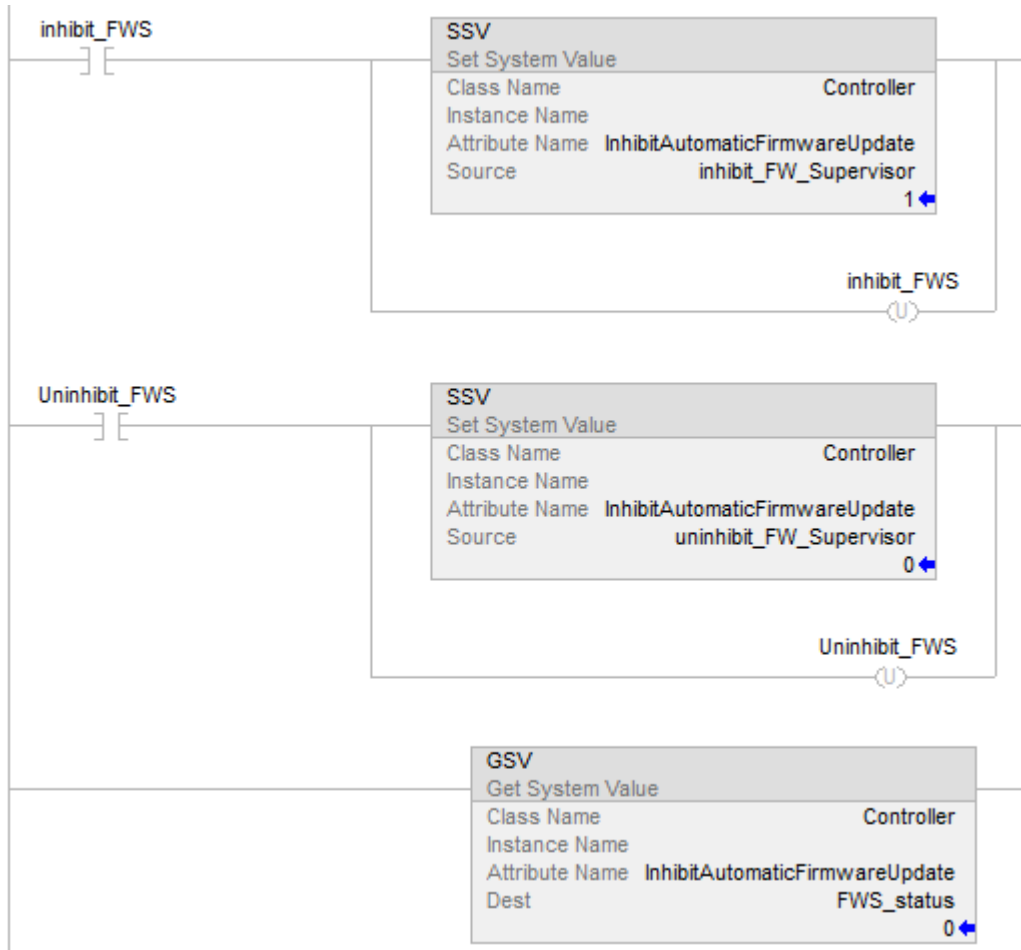 inhibit_FWS
SSV
Set System Value
Class Name Controller
Instance Name
Attribute Name InhibitAutomaticFirmwareUpdate
Source inhibit_FW_Supervisor
1
inhibit_FWS
U
Uninhibit_FWS
SSV
Set System Value
Class Name Controller
Instance Name
Attribute Name InhibitAutomaticFirmwareUpdate
Source uninhibit_FW_Supervisor
0
Uninhibit_FWS
U
GSV
Get System Value
Class Name Controller
Instance Name
Attribute Name InhibitAutomaticFirmwareUpdate
Dest FWS_status
0